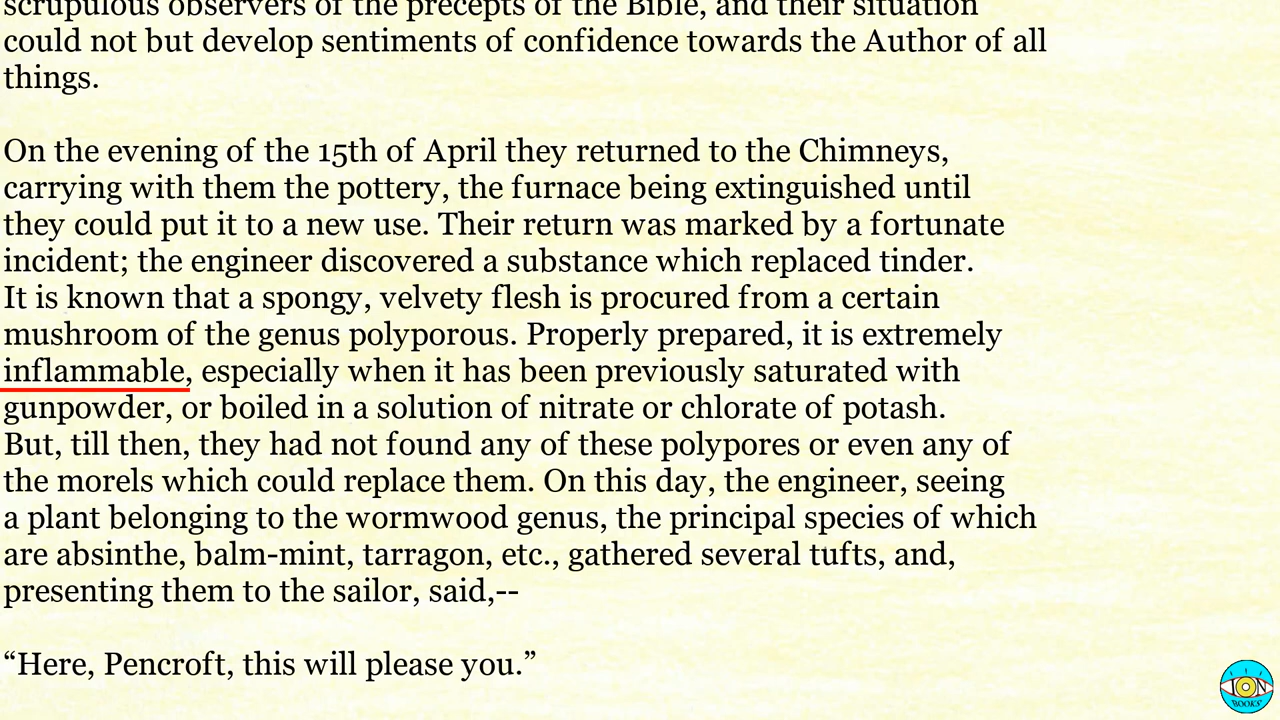 scrupulous observers of the precepts of the Bible, and their situation
could not but develop sentiments of confidence towards the Author of all
things.
On the evening of the 15th of April they returned to the Chimneys,
carrying with them the pottery, the furnace being extinguished until
they could put it to a new use. Their return was marked by a fortunate
incident; the engineer discovered a substance which replaced tinder.
It is known that a spongy, velvety flesh is procured from a certain
mushroom of the genus polyporous. Properly prepared, it is extremely
inflammable, especially when it has been previously saturated with
gunpowder, or boiled in a solution of nitrate or chlorate of potash.
But, till then, they had not found any of these polypores or even any of
the morels which could replace them. On this day, the engineer, seeing
a plant belonging to the wormwood genus, the principal species of which
are absinthe, balm-mint, tarragon, etc., gathered several tufts, and,
presenting them to the sailor, said,--
“Here, Pencroft, this will please you.”
ION
BOOKS